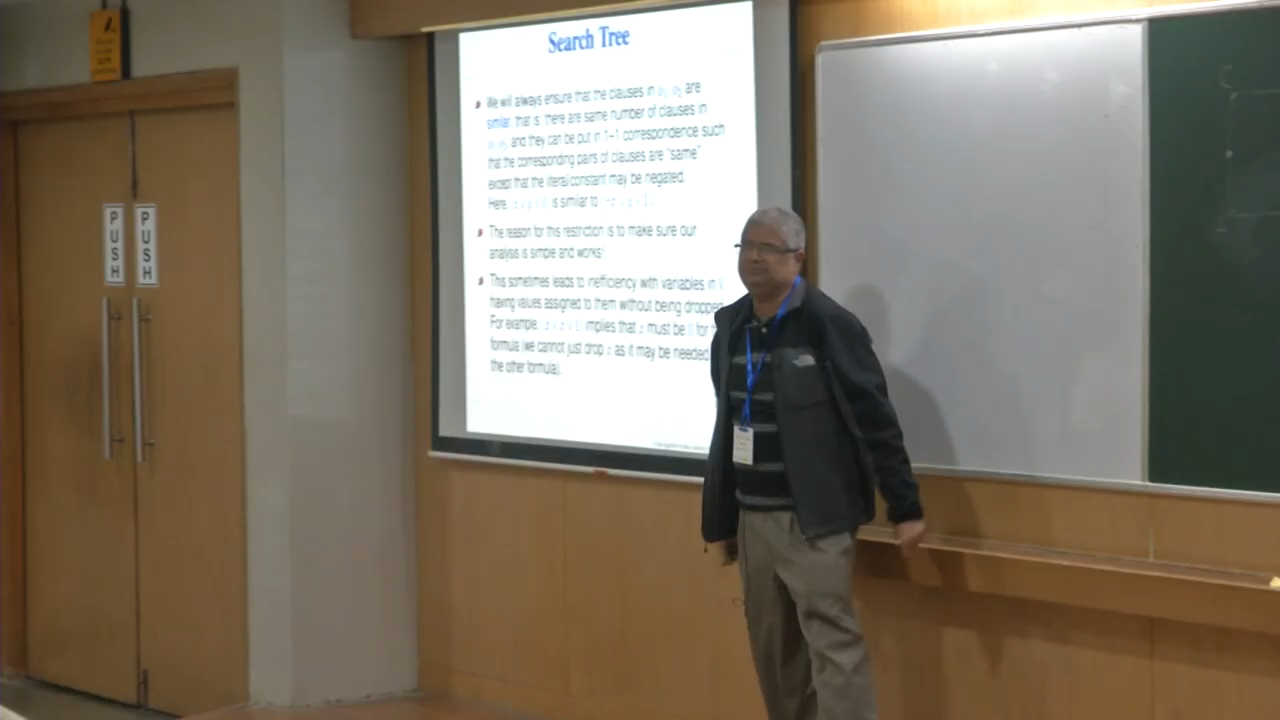 Search Tree
We will always ensure that the clauses in are
similar, that is, there are same number of clauses in
and they can be put in 1-1 correspondence such
that the corresponding pairs of clauses are "same"
except that the literal/constant may be negated.
Here, is similar to
The reason for this restriction is to make sure our
analysis is simple and works!
This sometimes leads to inefficiency with variables in
having values assigned to them without being dropped
For example, implies that must be 0 for
formula (we cannot just drop as it may be needed
the other formula).
PUSH
PUSH